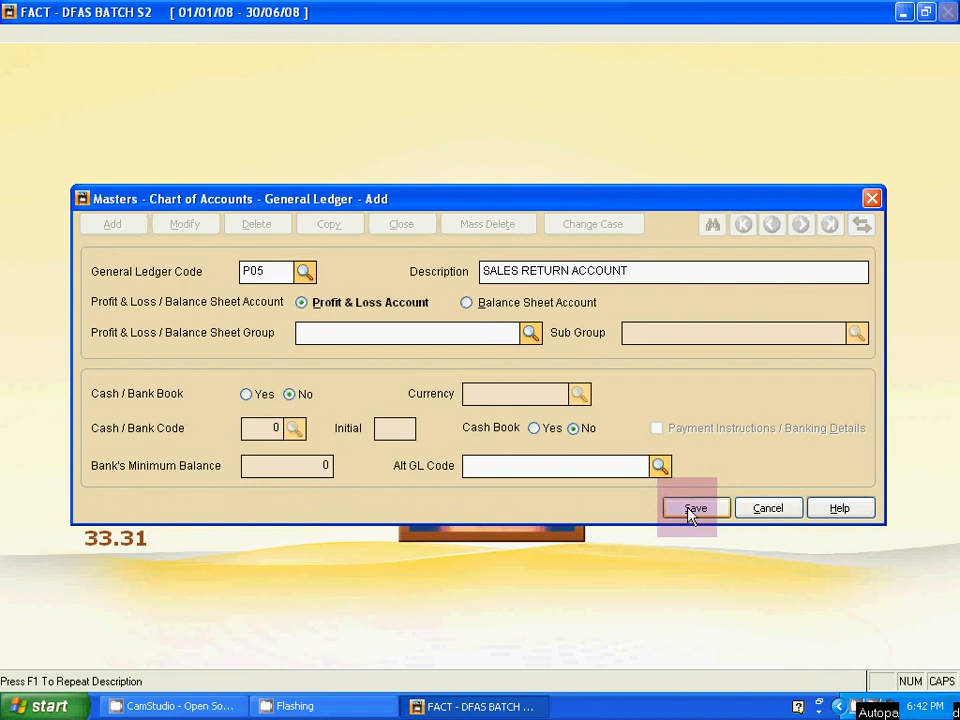 FACT - DFAS BATCH S2 [ 01/01/08 - 30/06/08 ]
Masters - Chart of Accounts - General Ledger - Add
Add Modify Delete Copy Close Mass Delete Change Case
General Ledger Code P05 Description SALES RETURN ACCOUNT
Profit & Loss / Balance Sheet Account Profit & Loss Account Balance Sheet Account
Profit & Loss / Balance Sheet Group Sub Group
Cash / Bank Book Yes No Currency
Cash / Bank Code 0 Initial Cash Book Yes No Payment Instructions / Banking Details
Bank's Minimum Balance 0 Alt GL Code
Save Cancel Help
33.31
Press F1 To Repeat Description NUM CAPS
start CamStudio - Open So... Flashing FACT - DFAS BATCH ... 6:42 PM
Autopa